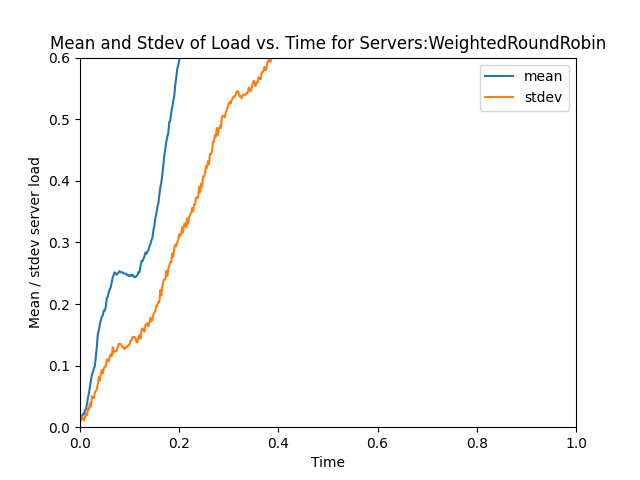 Mean and Stdev of Load vs. Time for Servers:WeightedRoundRobin
mean
stdev
Mean / stdev server load
0.6
0.5
0.4
0.3
0.2
0.1
0.0
0.0 0.2 0.4 0.6 0.8 1.0
Time